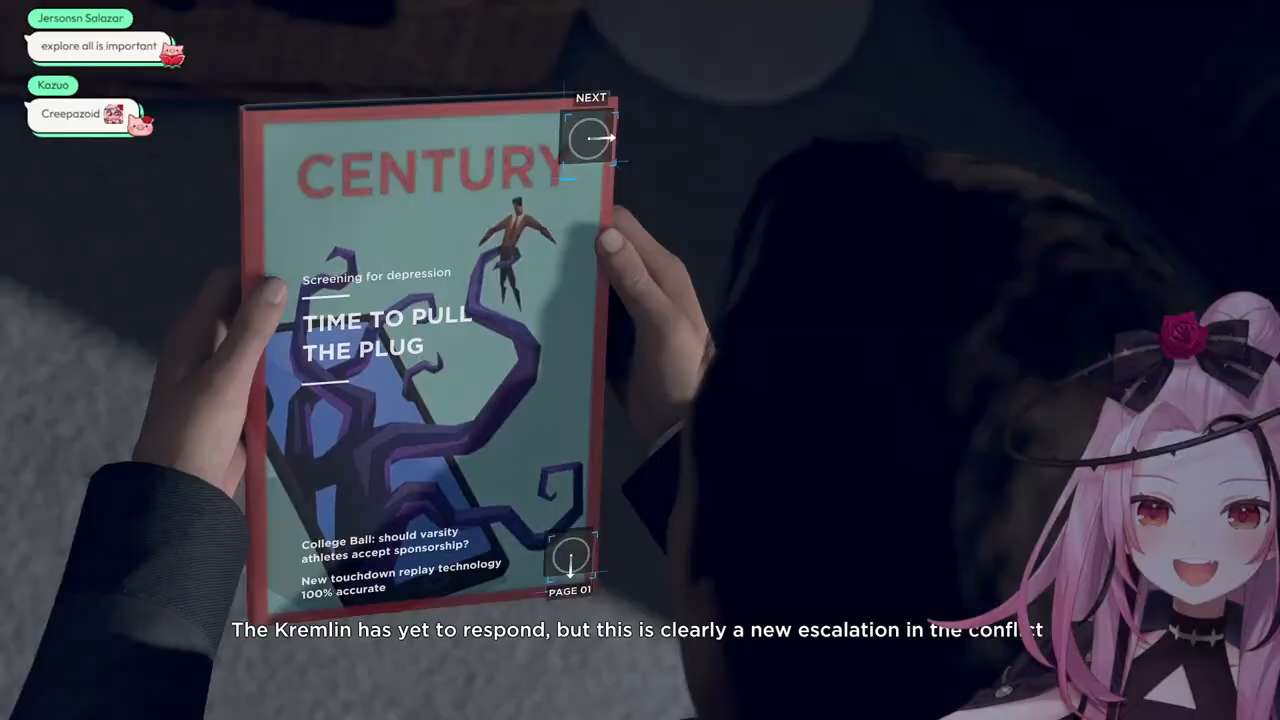 Jersonsn Salazar
explore all is important
Kazuo
Creepazoid
NEXT
CENTURY
Screening for depression
TIME TO PULL
THE PLUG
College Ball: should varsity
athletes accept sponsorship?
New touchdown replay technology
100% accurate
PAGE 01
The Kremlin has yet to respond, but this is clearly a new escalation in the conflict